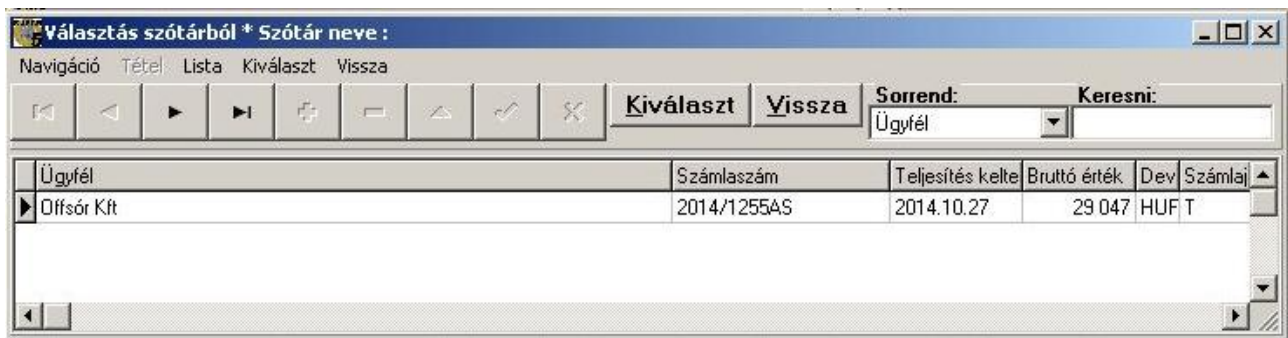 Választás szótárból * Szótár neve :
Navigáció Tétel Lista Kiválaszt Vissza
Kiválaszt Vissza Sorrend: Keresni:
Ügyfél
Ügyfél Számlaszám Teljesítés kelte Bruttó érték Dev Számlaj
Offsór Kft 2014/1255AS 2014.10.27 29 047 HUF T